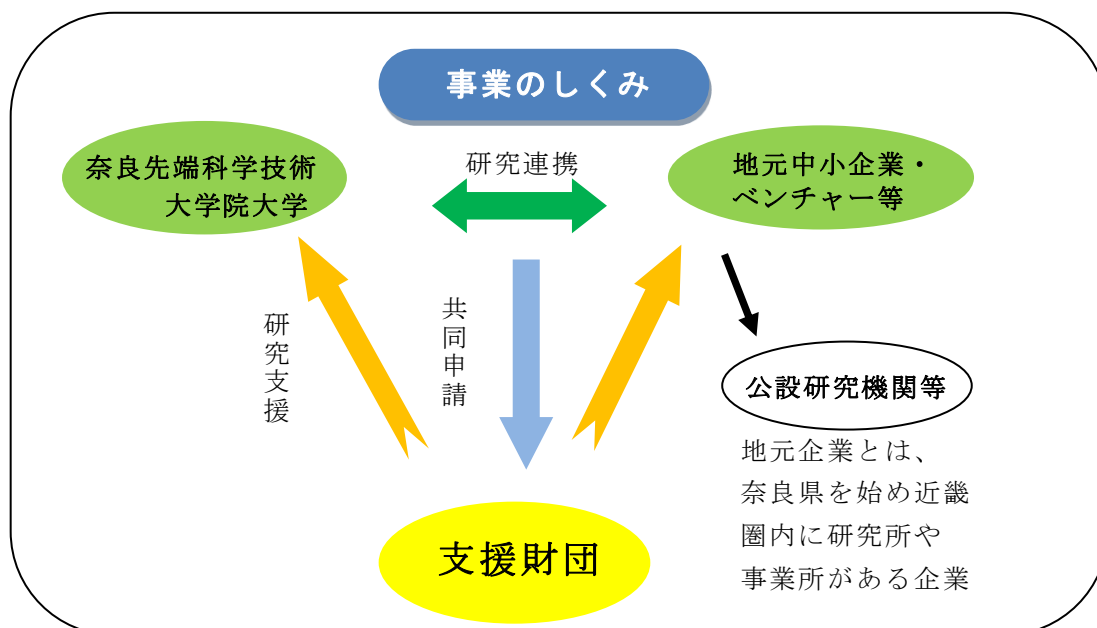 事業のしくみ
奈良先端科学技術
大学院大学
研究連携
地元中小企業・
ベンチャー等
研究支援
共同申請
公設研究機関等
地元企業とは、
奈良県を始め近畿
圏内に研究所や
事業所がある企業
支援財団